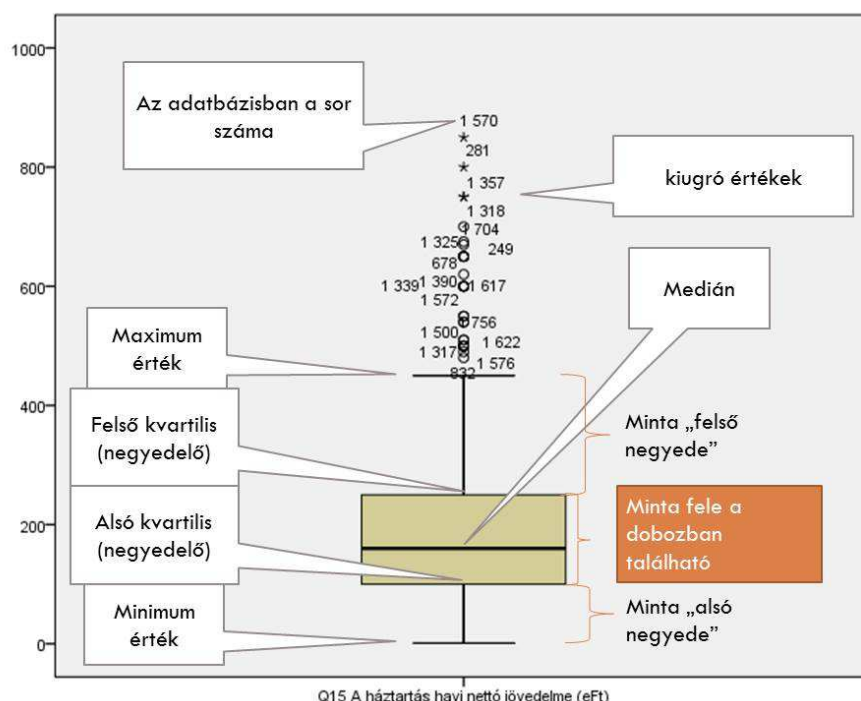 1000
800
600
400
200
0
Az adatbázisban a sor
száma
1 570
281
1 357
kiugró értékek
1 318
1 704
1 325
249
678
1 390
1 339
1 617
1 572
Medián
756
1 500
1 622
1 317
1 576
832
Maximum
érték
Felső kvartilis
(negyedelő)
Minta „felső
negyede”
Alsó kvartilis
(negyedelő)
Minta fele a
dobozban
található
Minimum
érték
Minta „alsó
negyede”
Q15 A háztartás havi nettó jövedelme (eFt)